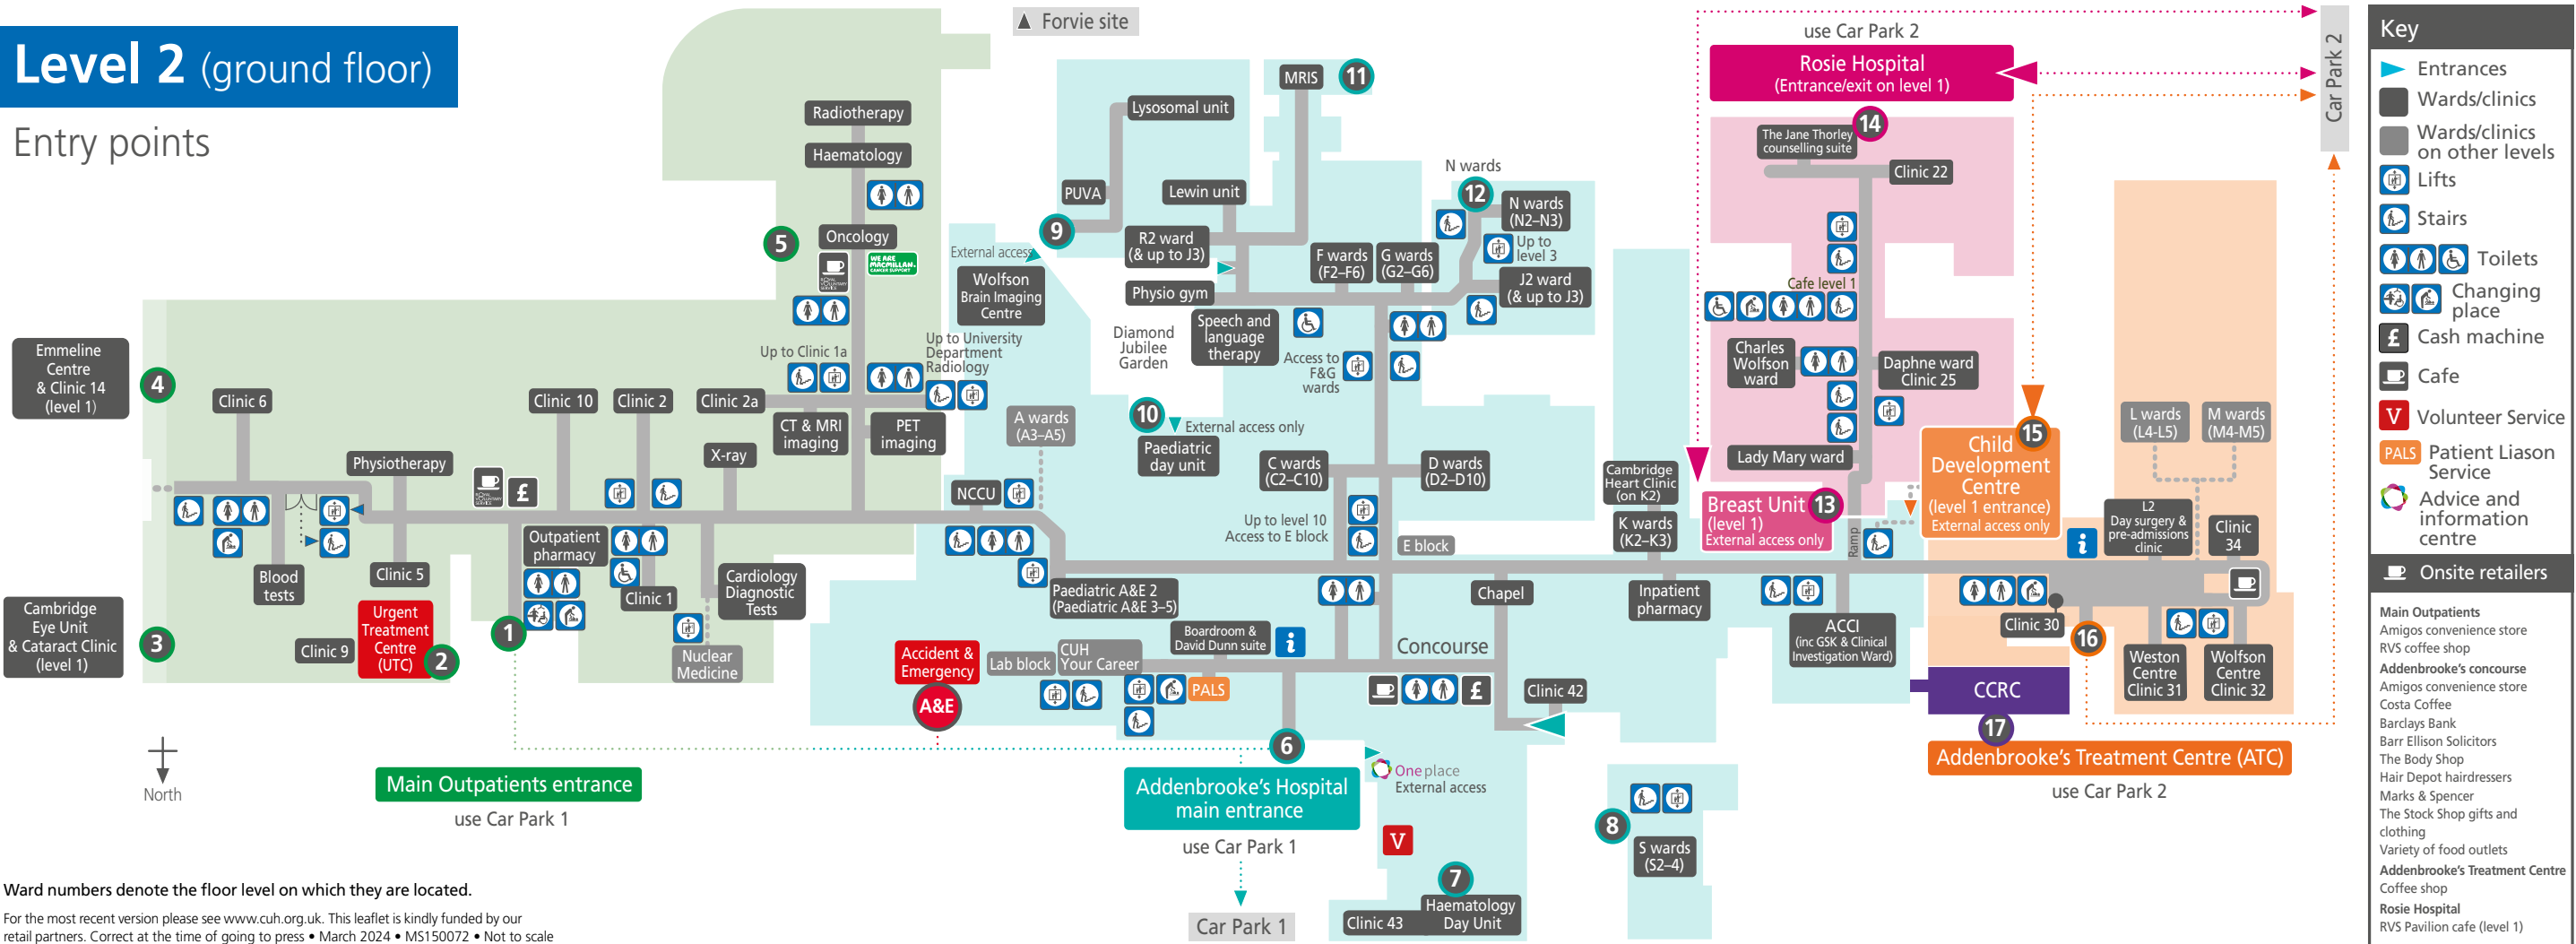 Level 2 (ground floor)
Entry points
Forvie site
Radiotherapy
Haematology
5
Oncology
ROYAL
VOLUNTARY
SERVICE
WE ARE
MACMILLAN.
CANCER SUPPORT
Up to Clinic 1a
Up to University
Department
Radiology
Clinic 2a
CT & MRI
imaging
PET
imaging
Emmeline
Centre
& Clinic 14
(level 1)
4
Clinic 6
Clinic 10
Clinic 2
X-ray
Physiotherapy
ROYAL
VOLUNTARY
SERVICE
£
Outpatient
pharmacy
Blood
tests
Clinic 5
Clinic 1
Cardiology
Diagnostic
Tests
Nuclear
Medicine
Cambridge
Eye Unit
& Cataract Clinic
(level 1)
3
Clinic 9
Urgent
Treatment
Centre
(UTC)
2
1
North
Main Outpatients entrance
use Car Park 1
Ward numbers denote the floor level on which they are located.
For the most recent version please see www.cuh.org.uk. This leaflet is kindly funded by our
retail partners. Correct at the time of going to press • March 2024 • MS150072 • Not to scale
Lysosomal unit
MRIS
11
PUVA
Lewin unit
9
External access
Wolfson
Brain Imaging
Centre
R2 ward
(& up to J3)
Physio gym
N wards
12
N wards
(N2–N3)
Up to
level 3
F wards
(F2–F6)
G wards
(G2–G6)
J2 ward
(& up to J3)
Diamond
Jubilee
Garden
Speech and
language
therapy
Access to
F&G
wards
A wards
(A3–A5)
10
External access only
Paediatric
day unit
C wards
(C2–C10)
D wards
(D2–D10)
NCCU
Up to level 10
Access to E block
E block
Paediatric A&E 2
(Paediatric A&E 3–5)
Chapel
Accident &
Emergency
A&E
Lab block
CUH
Your Career
Boardroom &
David Dunn suite
i
PALS
Concourse
£
Clinic 42
6
Addenbrooke's Hospital
main entrance
use Car Park 1
Car Park 1
One place
External access
V
7
Haematology
Day Unit
Clinic 43
8
S wards
(S2–4)
Cambridge
Heart Clinic
(on K2)
K wards
(K2–K3)
Inpatient
pharmacy
use Car Park 2
Rosie Hospital
(Entrance/exit on level 1)
14
The Jane Thorley
counselling suite
Clinic 22
Cafe level 1
Charles
Wolfson
ward
Daphne ward
Clinic 25
Lady Mary ward
Breast Unit 13
(level 1)
External access only
Ramp
15
Child
Development
Centre
(level 1 entrance)
External access only
ACCI
(inc GSK & Clinical
Investigation Ward)
L wards
(L4-L5)
M wards
(M4-M5)
i
L2
Day surgery &
pre-admissions
clinic
Clinic
34
Clinic 30
16
Weston
Centre
Clinic 31
Wolfson
Centre
Clinic 32
CCRC
17
Addenbrooke's Treatment Centre (ATC)
use Car Park 2
Car Park 2
Key
Entrances
Wards/clinics
Wards/clinics
on other levels
Lifts
Stairs
Toilets
Changing
place
£ Cash machine
Cafe
V Volunteer Service
PALS Patient Liason
Service
Advice and
information
centre
Onsite retailers
Main Outpatients
Amigos convenience store
RVS coffee shop
Addenbrooke's concourse
Amigos convenience store
Costa Coffee
Barclays Bank
Barr Ellison Solicitors
The Body Shop
Hair Depot hairdressers
Marks & Spencer
The Stock Shop gifts and
clothing
Variety of food outlets
Addenbrooke's Treatment Centre
Coffee shop
Rosie Hospital
RVS Pavilion cafe (level 1)